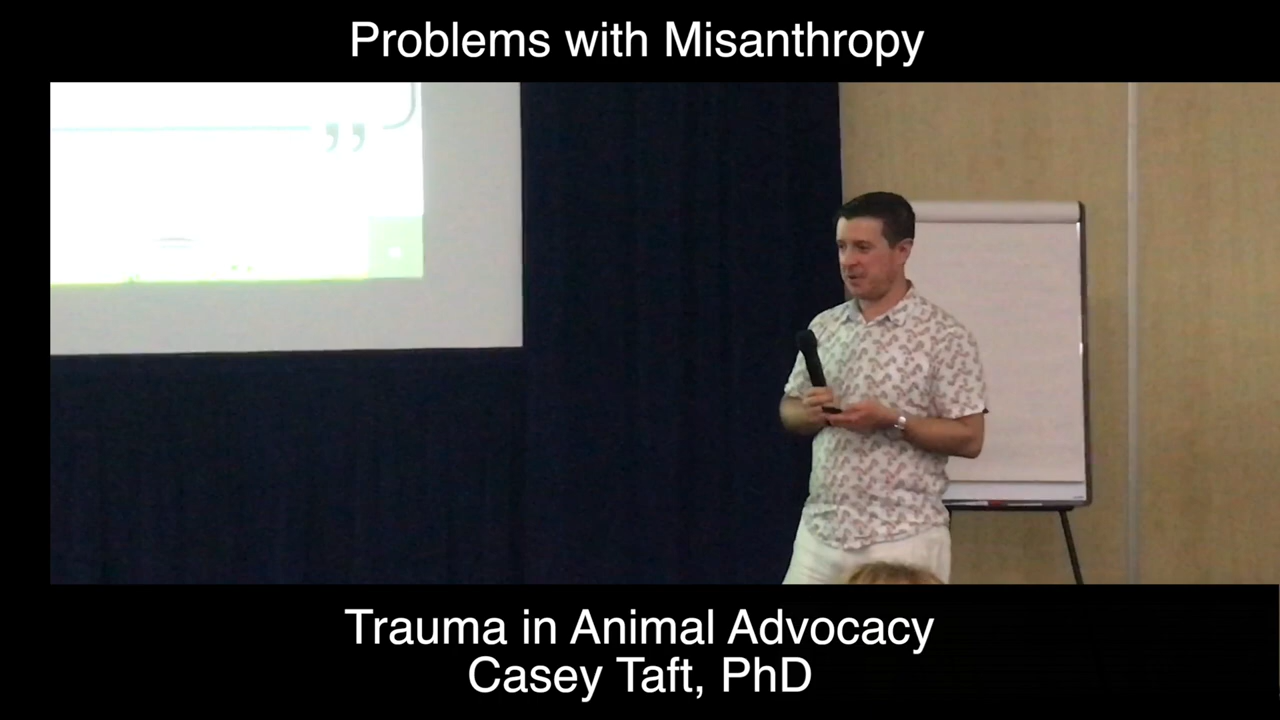 Problems with Misanthropy
”
Trauma in Animal Advocacy
Casey Taft, PhD